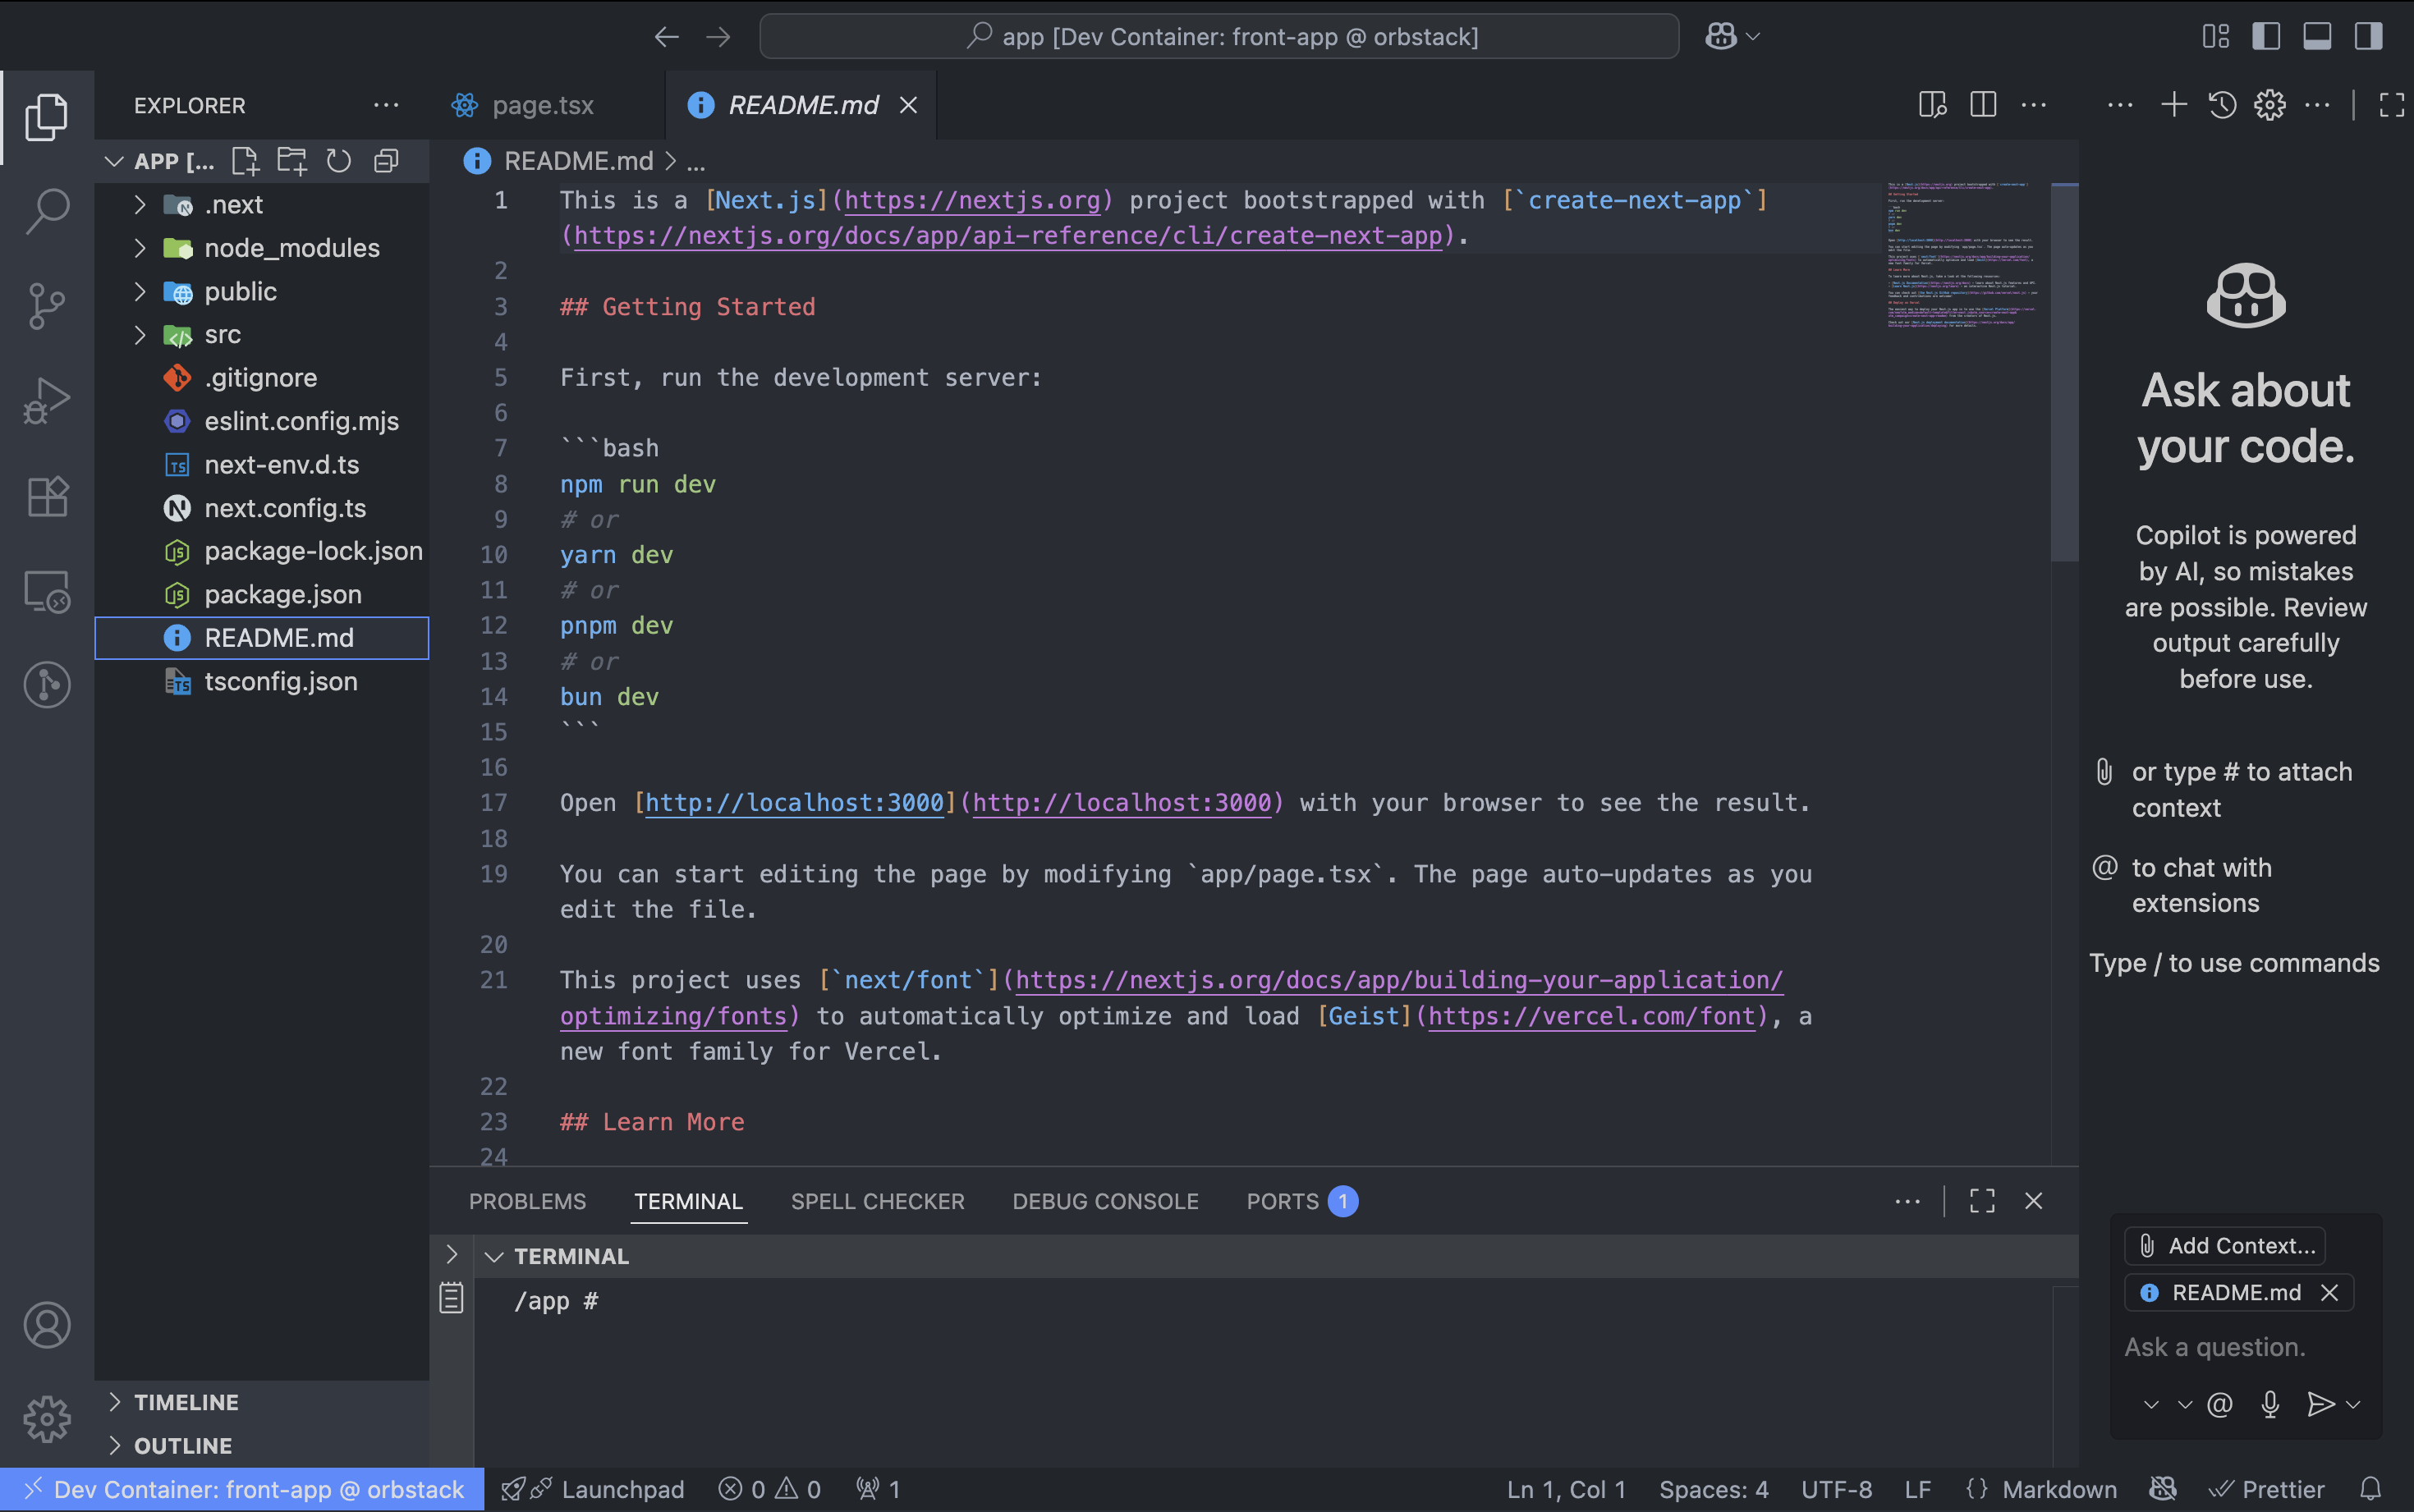 app [Dev Container: front-app @ orbstack]
EXPLORER
page.tsx
README.md
APP [...
.next
node_modules
public
src
.gitignore
eslint.config.mjs
next-env.d.ts
next.config.ts
package-lock.json
package.json
README.md
tsconfig.json
TIMELINE
OUTLINE
README.md > ...
1 This is a [Next.js](https://nextjs.org) project bootstrapped with [`create-next-app`]
(https://nextjs.org/docs/app/api-reference/cli/create-next-app).
2
3 ## Getting Started
4
5 First, run the development server:
6
7 ```bash
8 npm run dev
9 # or
10 yarn dev
11 # or
12 pnpm dev
13 # or
14 bun dev
15 ```
16
17 Open [http://localhost:3000](http://localhost:3000) with your browser to see the result.
18
19 You can start editing the page by modifying `app/page.tsx`. The page auto-updates as you
edit the file.
20
21 This project uses [`next/font`](https://nextjs.org/docs/app/building-your-application/
optimizing/fonts) to automatically optimize and load [Geist](https://vercel.com/font), a
new font family for Vercel.
22
23 ## Learn More
24
PROBLEMS TERMINAL SPELL CHECKER DEBUG CONSOLE PORTS 1
TERMINAL
/app #
Ask about
your code.
Copilot is powered
by AI, so mistakes
are possible. Review
output carefully
before use.
or type # to attach
context
@ to chat with
extensions
Type / to use commands
Add Context...
README.md
Ask a question.
@
Dev Container: front-app @ orbstack
Launchpad
0 0
1
Ln 1, Col 1
Spaces: 4
UTF-8
LF
{} Markdown
Prettier